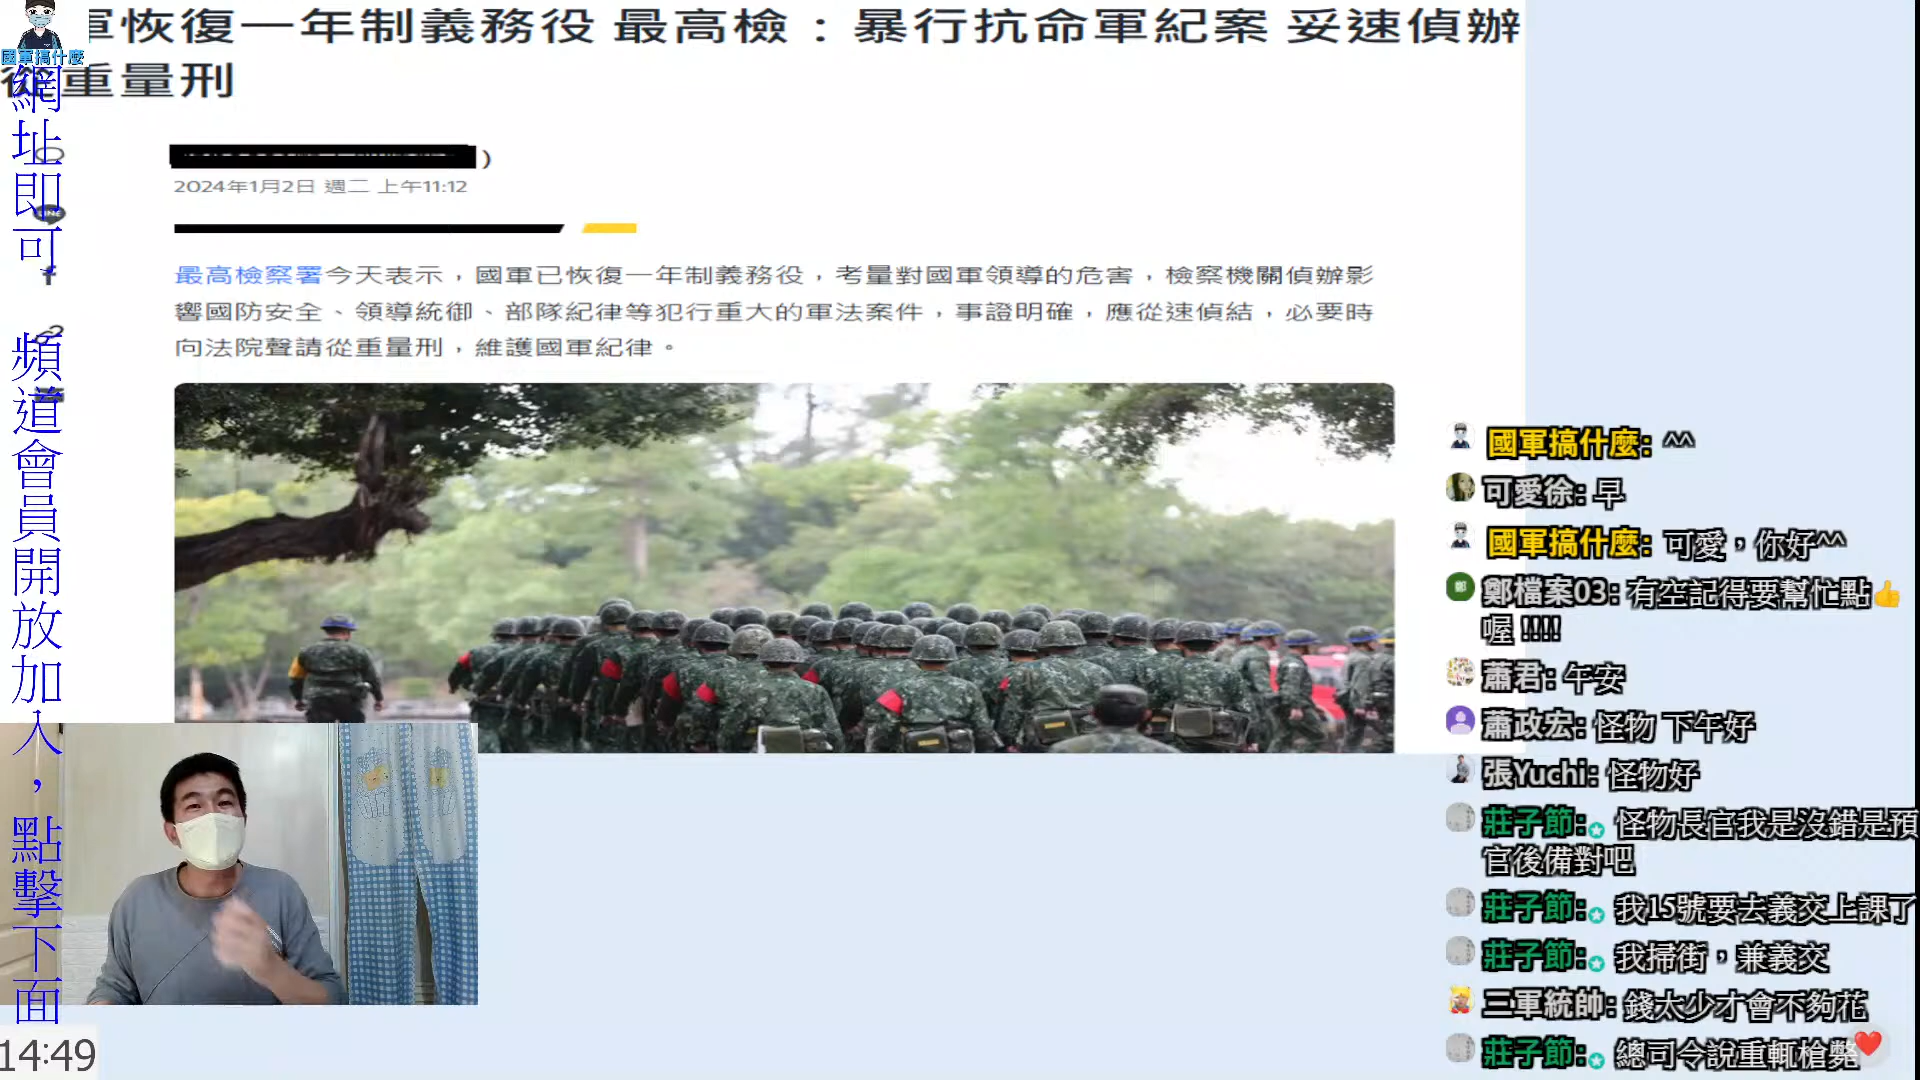 軍恢復一年制義務役 最高檢：暴行抗命軍紀案 妥速偵辦
從重量刑
國軍搞什麼
)
2024年1月2日 週二 上午11:12
最高檢察署今天表示，國軍已恢復一年制義務役，考量對國軍領導的危害，檢察機關偵辦影
響國防安全、領導統御、部隊紀律等犯行重大的軍法案件，事證明確，應從速偵結，必要時
向法院聲請從重量刑，維護國軍紀律。
網址即可
頻道會員開放加入，點擊下面
LINE
國軍搞什麼: ^^
可愛徐: 早
國軍搞什麼: 可愛，你好^^
鄭檔案03: 有空記得要幫忙點👍
喔 !!!!
蕭君: 午安
蕭政宏: 怪物 下午好
張Yuchi: 怪物好
莊子節: 怪物長官我是沒錯是預
官後備對吧
莊子節: 我15號要去義交上課了
莊子節: 我掃街，兼義交
三軍統帥: 錢太少才會不夠花
莊子節: 總司令說重輒槍斃
14:49